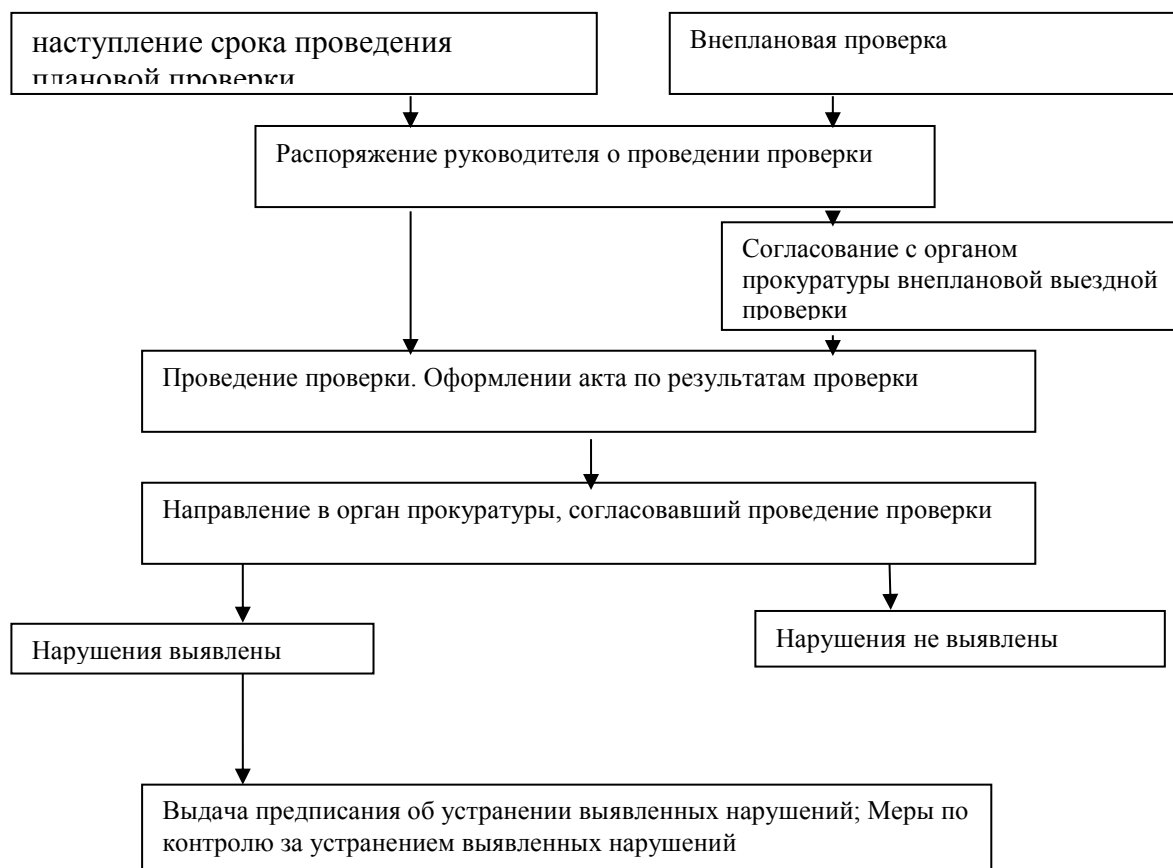 наступление срока проведения
плановой проверки
Внеплановая проверка
Распоряжение руководителя о проведении проверки
Согласование с органом
прокуратуры внеплановой выездной
проверки
Проведение проверки. Оформлении акта по результатам проверки
Направление в орган прокуратуры, согласовавший проведение проверки
Нарушения выявлены
Нарушения не выявлены
Выдача предписания об устранении выявленных нарушений; Меры по
контролю за устранением выявленных нарушений